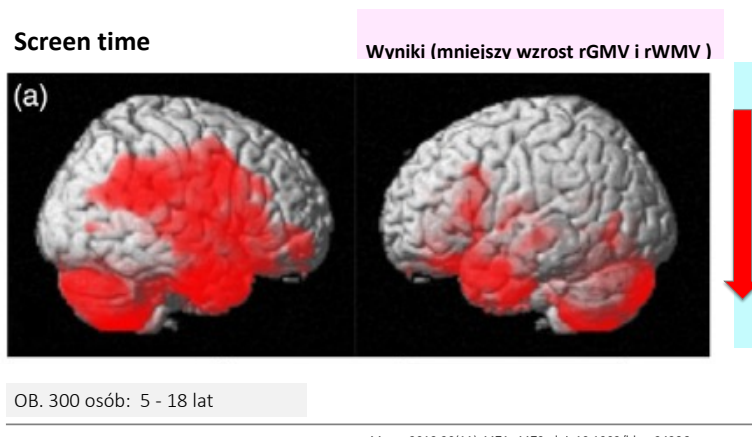 Screen time
Wyniki (mniejszy wzrost rGMV i rWMV )
(a)
OB. 300 osób: 5 - 18 lat